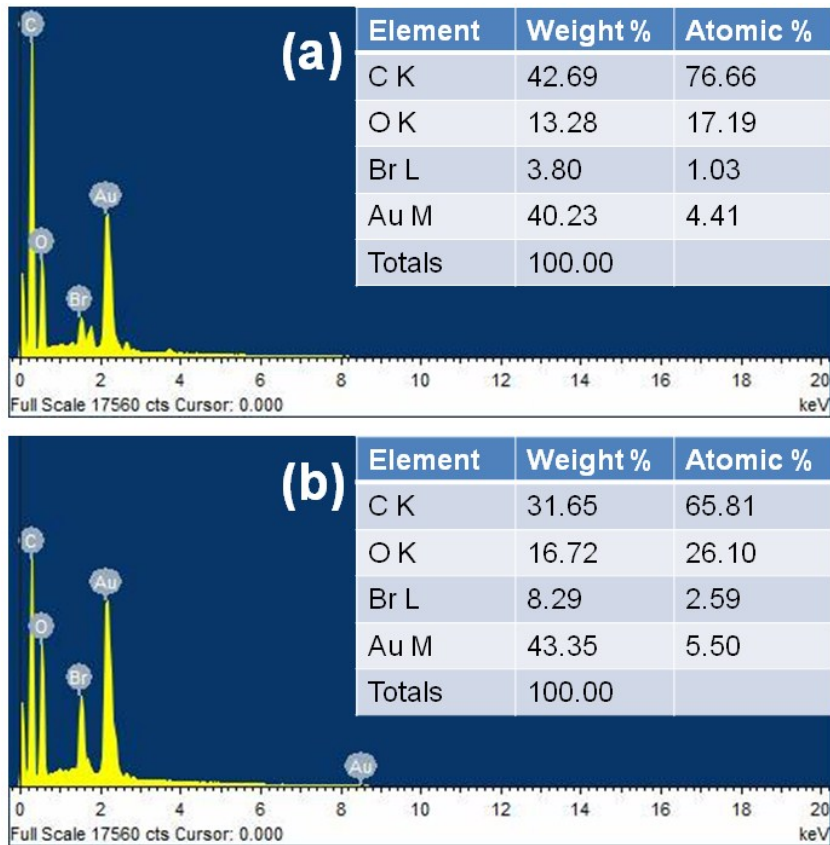 C
(a)
Element Weight % Atomic %
C K 42.69 76.66
O K 13.28 17.19
Br L 3.80 1.03
Au M 40.23 4.41
Totals 100.00
Au
O
Br
0 2 4 6 8 10 12 14 16 18 20
Full Scale 17560 cts Cursor: 0.000 keV
(b)
Element Weight % Atomic %
C K 31.65 65.81
O K 16.72 26.10
Br L 8.29 2.59
Au M 43.35 5.50
Totals 100.00
C
Au
O
Br
Au
0 2 4 6 8 10 12 14 16 18 20
Full Scale 17560 cts Cursor: 0.000 keV